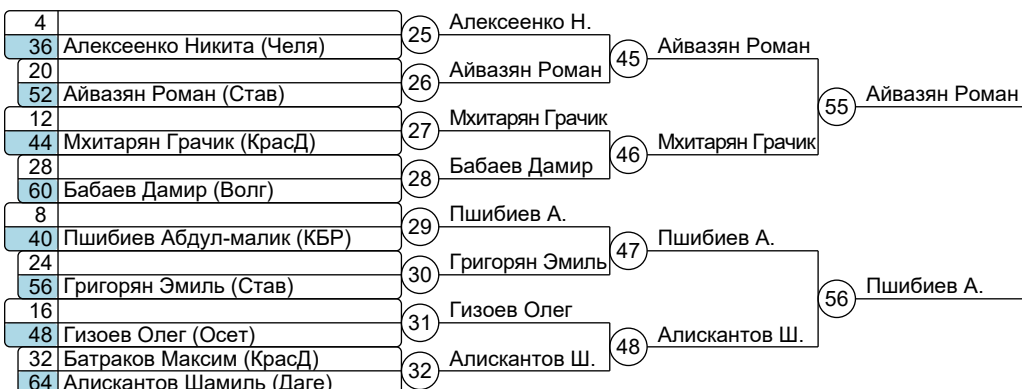 4
25 Алексеенко Н.
36 Алексеенко Никита (Челя)
45 Айвазян Роман
20
26 Айвазян Роман
52 Айвазян Роман (Став)
55 Айвазян Роман
12
27 Мхитарян Грачик
44 Мхитарян Грачик (КрасД)
46 Мхитарян Грачик
28
28 Бабаев Дамир
60 Бабаев Дамир (Волг)
8
29 Пшибиев А.
40 Пшибиев Абдул-малик (КБР)
47 Пшибиев А.
24
30 Григорян Эмиль
56 Григорян Эмиль (Став)
56 Пшибиев А.
16
31 Гизоев Олег
48 Гизоев Олег (Осет)
48 Алискантов Ш.
32 Батраков Максим (КрасД)
32 Алискантов Ш.
64 Алискантов Шамиль (Даге)